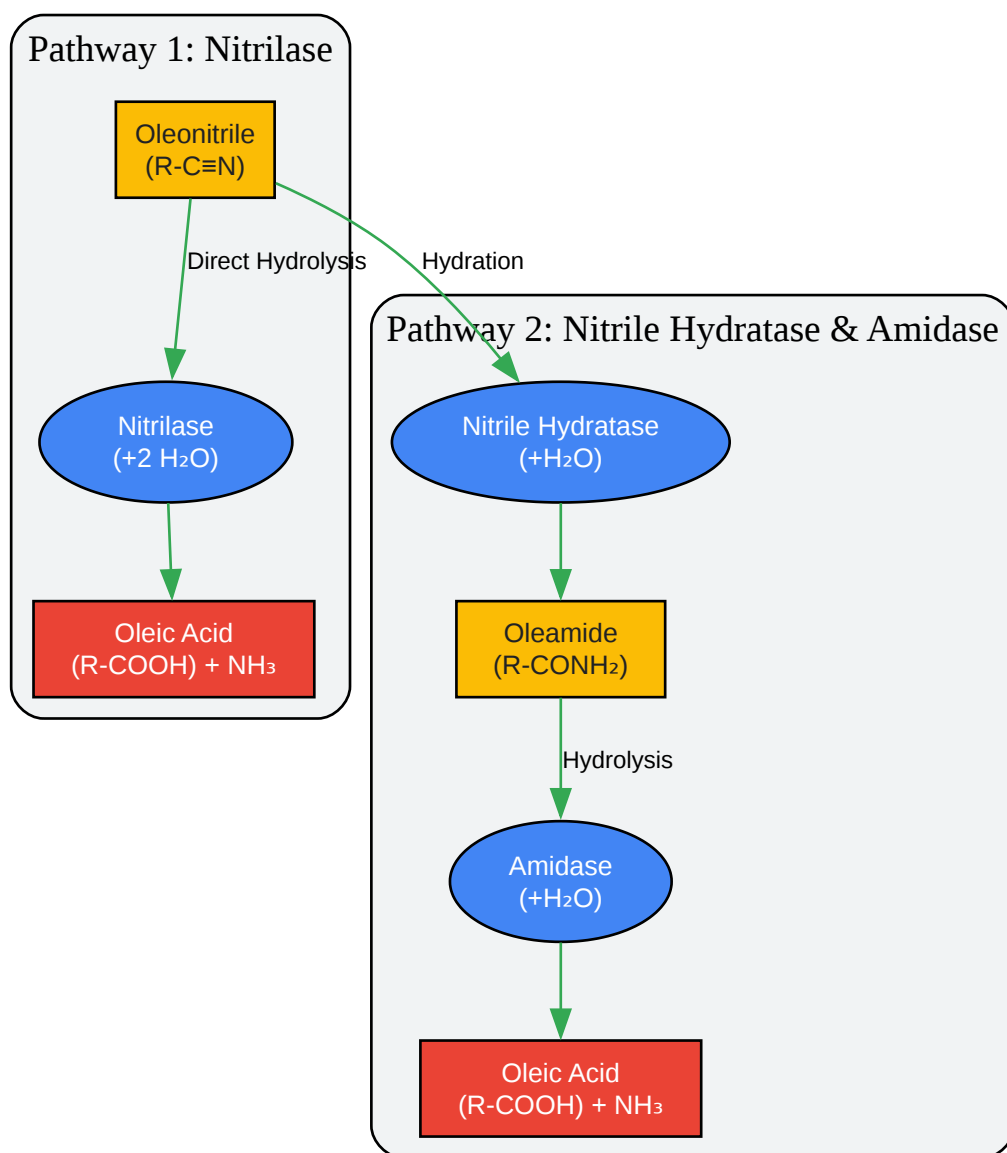 Pathway 1: Nitrilase
Oleonitrile
(R-C≡N)
Direct Hydrolysis
Hydration
Nitrilase
(+2 H₂O)
Oleic Acid
(R-COOH) + NH₃
Pathway 2: Nitrile Hydratase & Amidase
Nitrile Hydratase
(+H₂O)
Oleamide
(R-CONH₂)
Hydrolysis
Amidase
(+H₂O)
Oleic Acid
(R-COOH) + NH₃